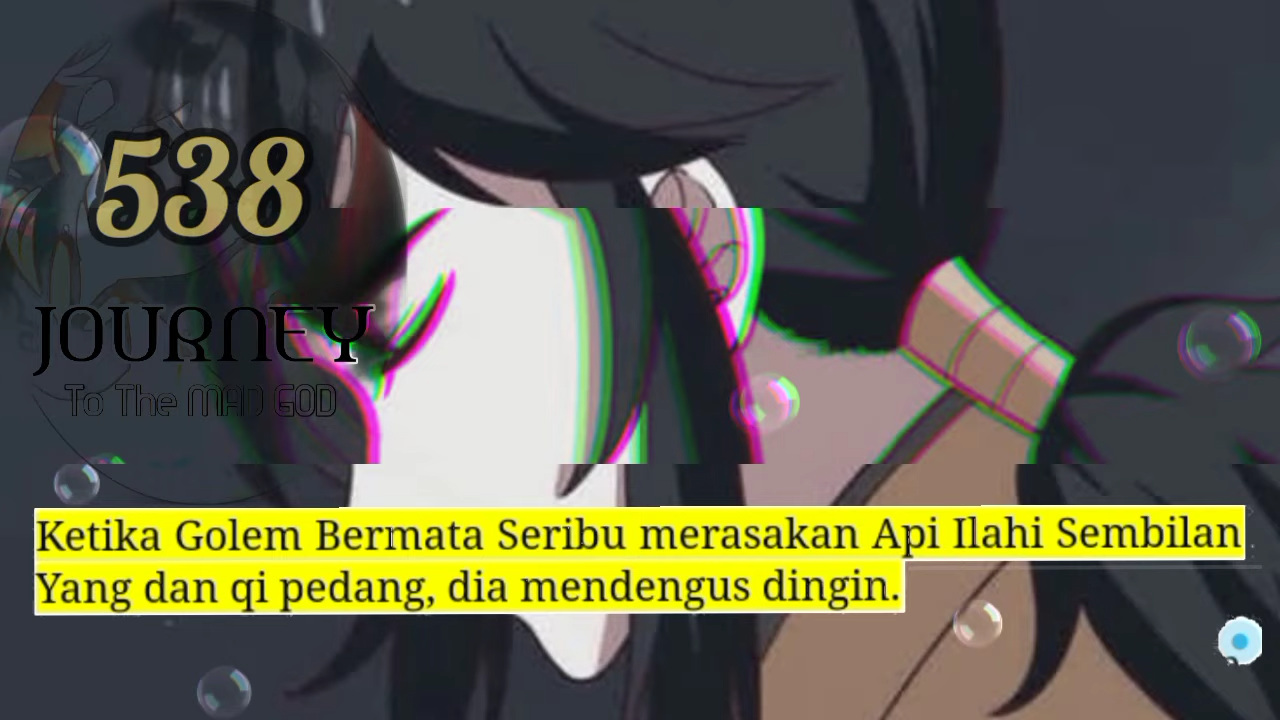 538
JOURNEY
To The MAD GOD
Ketika Golem Bermata Seribu merasakan Api Ilahi Sembilan
Yang dan qi pedang, dia mendengus dingin.